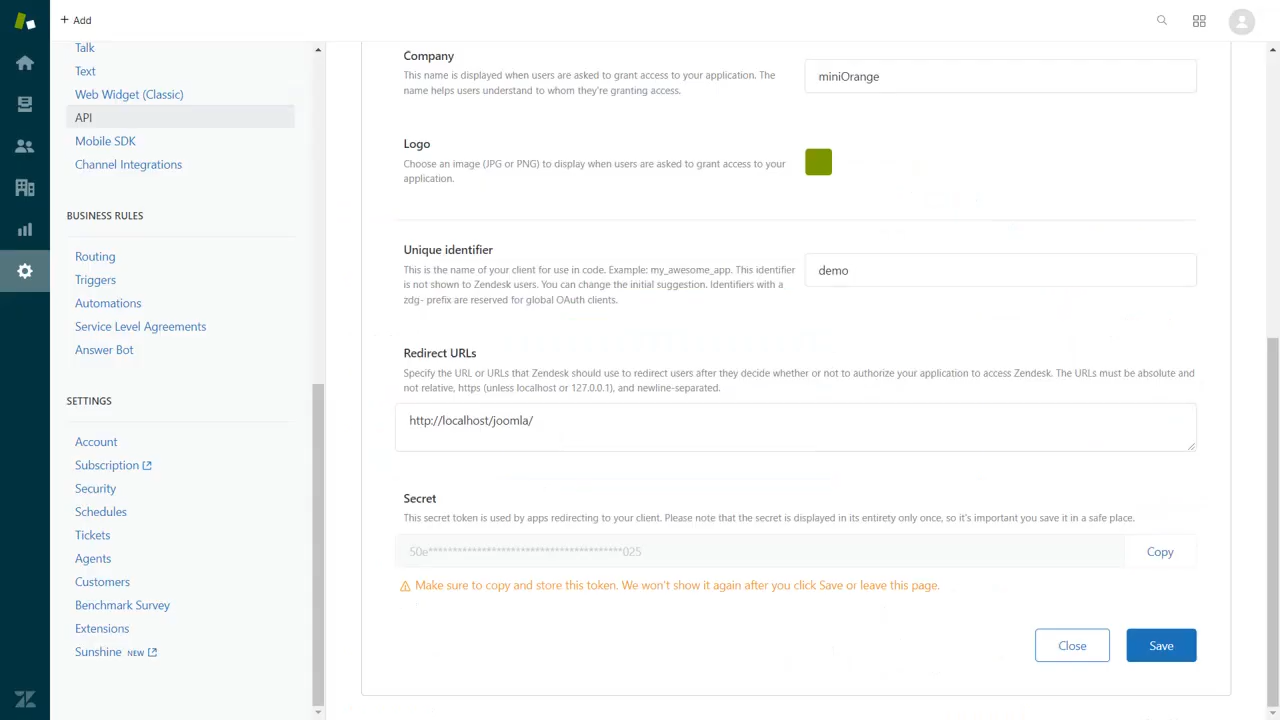 + Add
Talk
Text
Web Widget (Classic)
API
Mobile SDK
Channel Integrations
BUSINESS RULES
Routing
Triggers
Automations
Service Level Agreements
Answer Bot
SETTINGS
Account
Subscription
Security
Schedules
Tickets
Agents
Customers
Benchmark Survey
Extensions
Sunshine NEW
Company
This name is displayed when users are asked to grant access to your application. The
name helps users understand to whom they're granting access.
miniOrange
Logo
Choose an image (JPG or PNG) to display when users are asked to grant access to your
application.
Unique identifier
This is the name of your client for use in code. Example: my_awesome_app. This identifier
is not shown to Zendesk users. You can change the initial suggestion. Identifiers with a
zdg- prefix are reserved for global OAuth clients.
demo
Redirect URLs
Specify the URL or URLs that Zendesk should use to redirect users after they decide whether or not to authorize your application to access Zendesk. The URLs must be absolute and
not relative, https (unless localhost or 127.0.0.1), and newline-separated.
http://localhost/joomla/
Secret
This secret token is used by apps redirecting to your client. Please note that the secret is displayed in its entirety only once, so it's important you save it in a safe place.
50e****************************************025
Copy
Make sure to copy and store this token. We won't show it again after you click Save or leave this page.
Close
Save